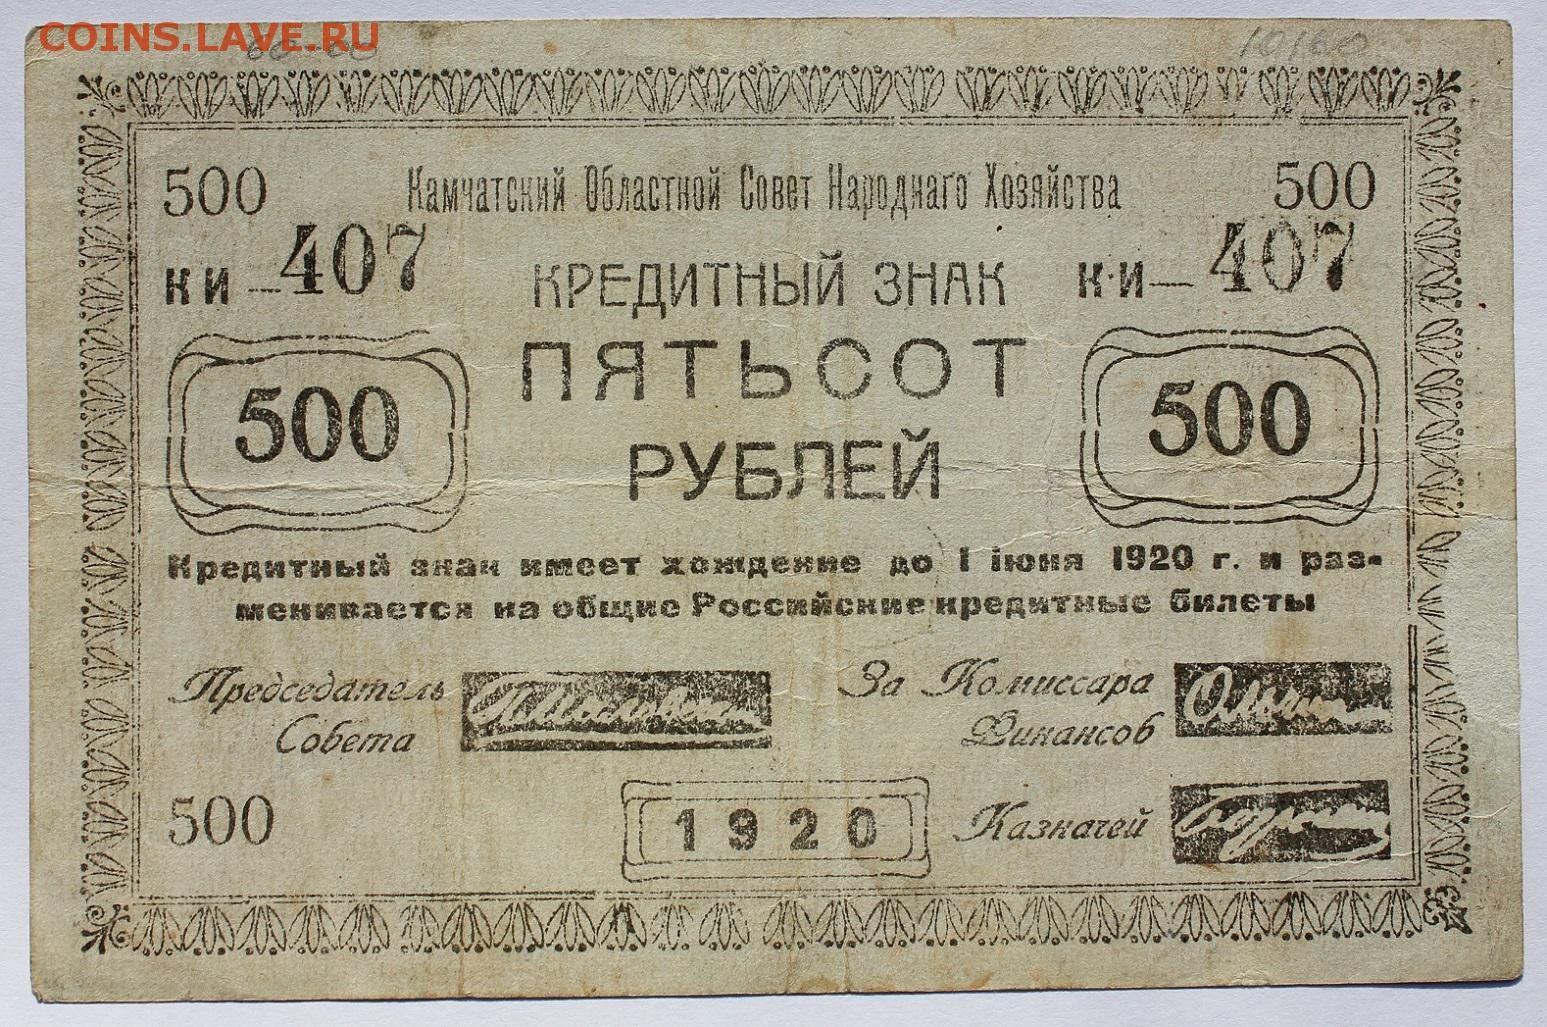 COINS.LAVE.RU
10160
500 Камчатский Областной Совет Народнаго Хозяйства 500
КИ — 407 КРЕДИТНЫЙ ЗНАК К·И — 407
ПЯТЬСОТ
500 РУБЛЕЙ 500
Кредитный знак имеет хождение до 1 iюня 1920 г. и раз-
менивается на общие Российские кредитные билеты
Председатель За Комиссара
Совета Финансов
500 1920 Казначей